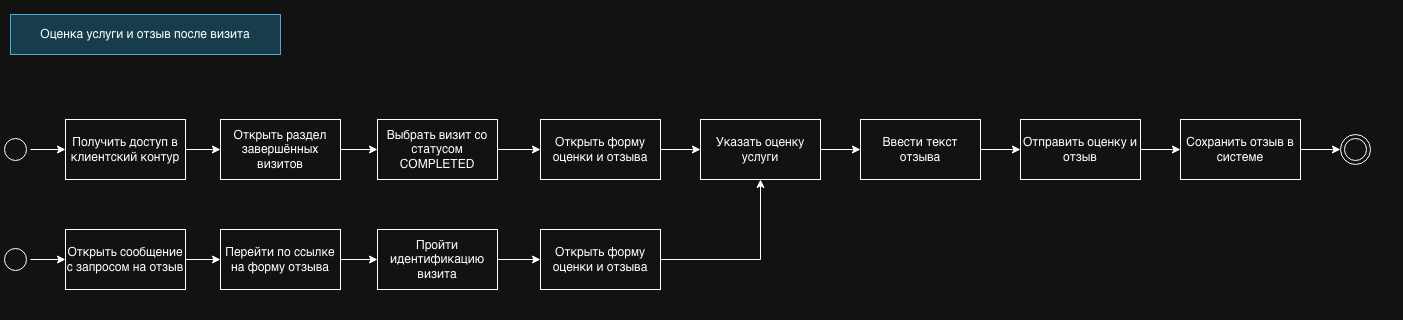 Оценка услуги и отзыв после визита
Получить доступ в
клиентский контур
Открыть раздел
завершённых
визитов
Выбрать визит со
статусом
COMPLETED
Открыть форму
оценки и отзыва
Указать оценку
услуги
Ввести текст
отзыва
Отправить оценку и
отзыв
Сохранить отзыв в
системе
Открыть сообщение
с запросом на отзыв
Перейти по ссылке
на форму отзыва
Пройти
идентификацию
визита
Открыть форму
оценки и отзыва